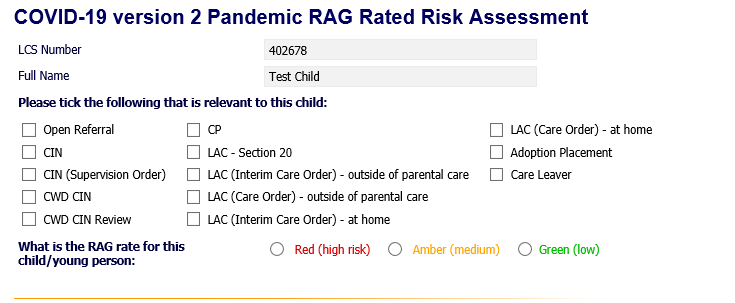 COVID-19 version 2 Pandemic RAG Rated Risk Assessment
LCS Number 402678
Full Name Test Child
Please tick the following that is relevant to this child:
Open Referral CP LAC (Care Order) - at home
CIN LAC - Section 20 Adoption Placement
CIN (Supervision Order) LAC (Interim Care Order) - outside of parental care Care Leaver
CWD CIN LAC (Care Order) - outside of parental care
CWD CIN Review LAC (Interim Care Order) - at home
What is the RAG rate for this Red (high risk) Amber (medium) Green (low)
child/young person: